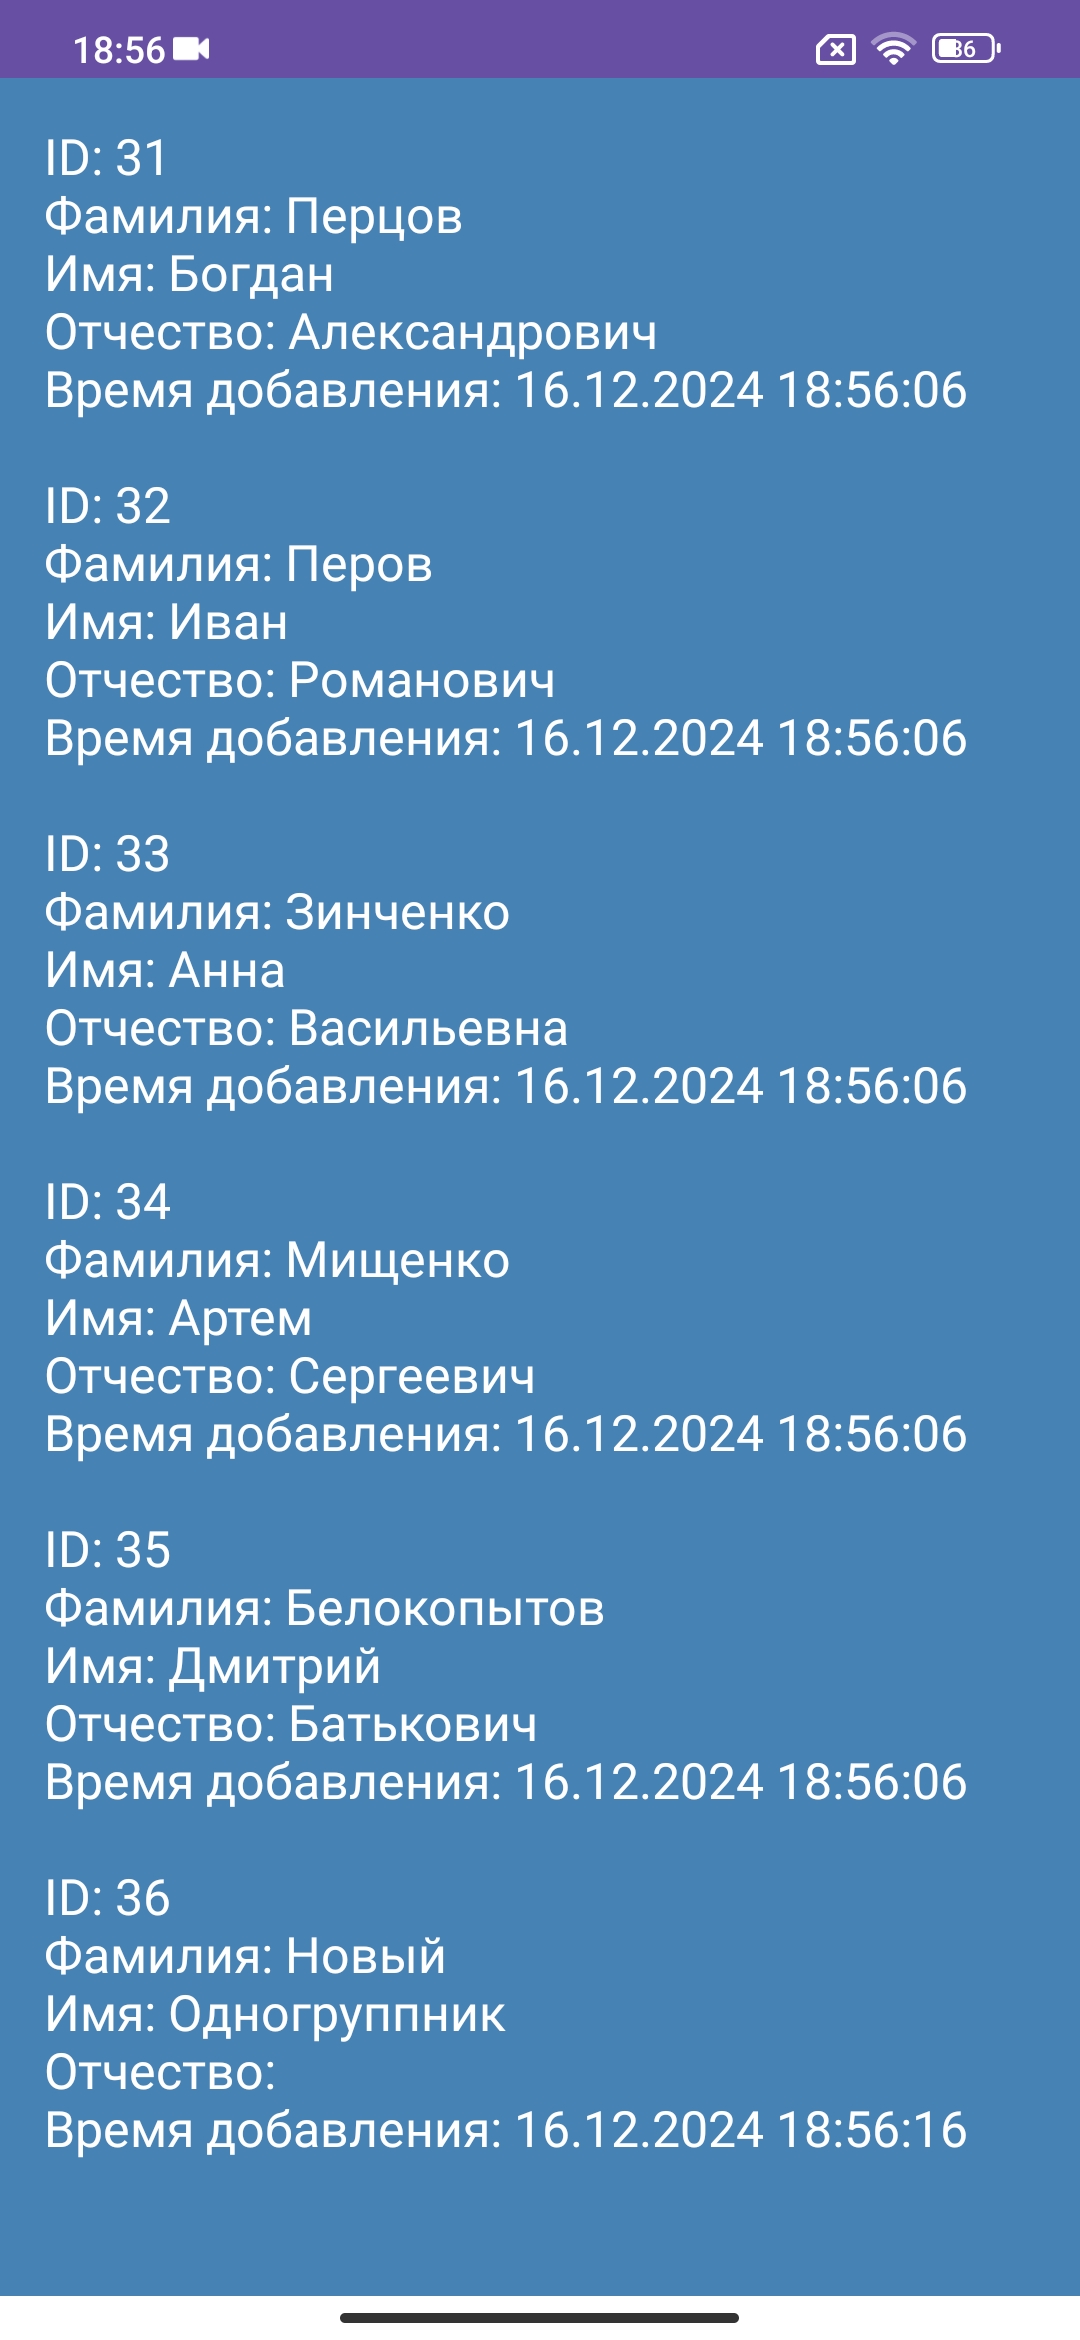 18:56
36
ID: 31
Фамилия: Перцов
Имя: Богдан
Отчество: Александрович
Время добавления: 16.12.2024 18:56:06
ID: 32
Фамилия: Перов
Имя: Иван
Отчество: Романович
Время добавления: 16.12.2024 18:56:06
ID: 33
Фамилия: Зинченко
Имя: Анна
Отчество: Васильевна
Время добавления: 16.12.2024 18:56:06
ID: 34
Фамилия: Мищенко
Имя: Артем
Отчество: Сергеевич
Время добавления: 16.12.2024 18:56:06
ID: 35
Фамилия: Белокопытов
Имя: Дмитрий
Отчество: Батькович
Время добавления: 16.12.2024 18:56:06
ID: 36
Фамилия: Новый
Имя: Одногруппник
Отчество:
Время добавления: 16.12.2024 18:56:16